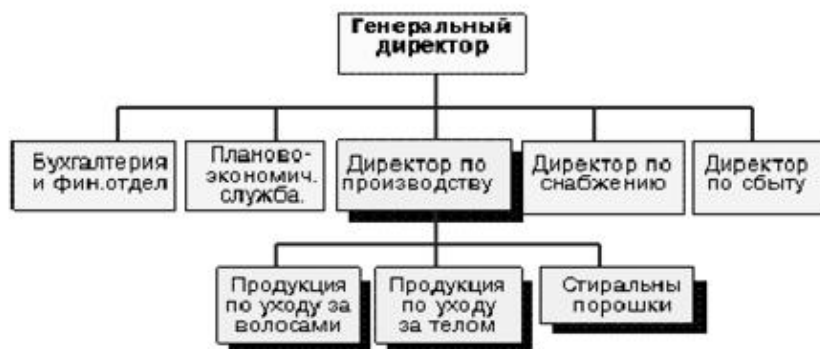 Генеральный
директор
Бухгалтерия
и фин.отдел
Планово-
экономич.
служба.
Директор по
производству
Директор по
снабжению
Директор
по сбыту
Продукция
по уходу за
волосами
Продукция
по уходу
за телом
Стиральны
порошки